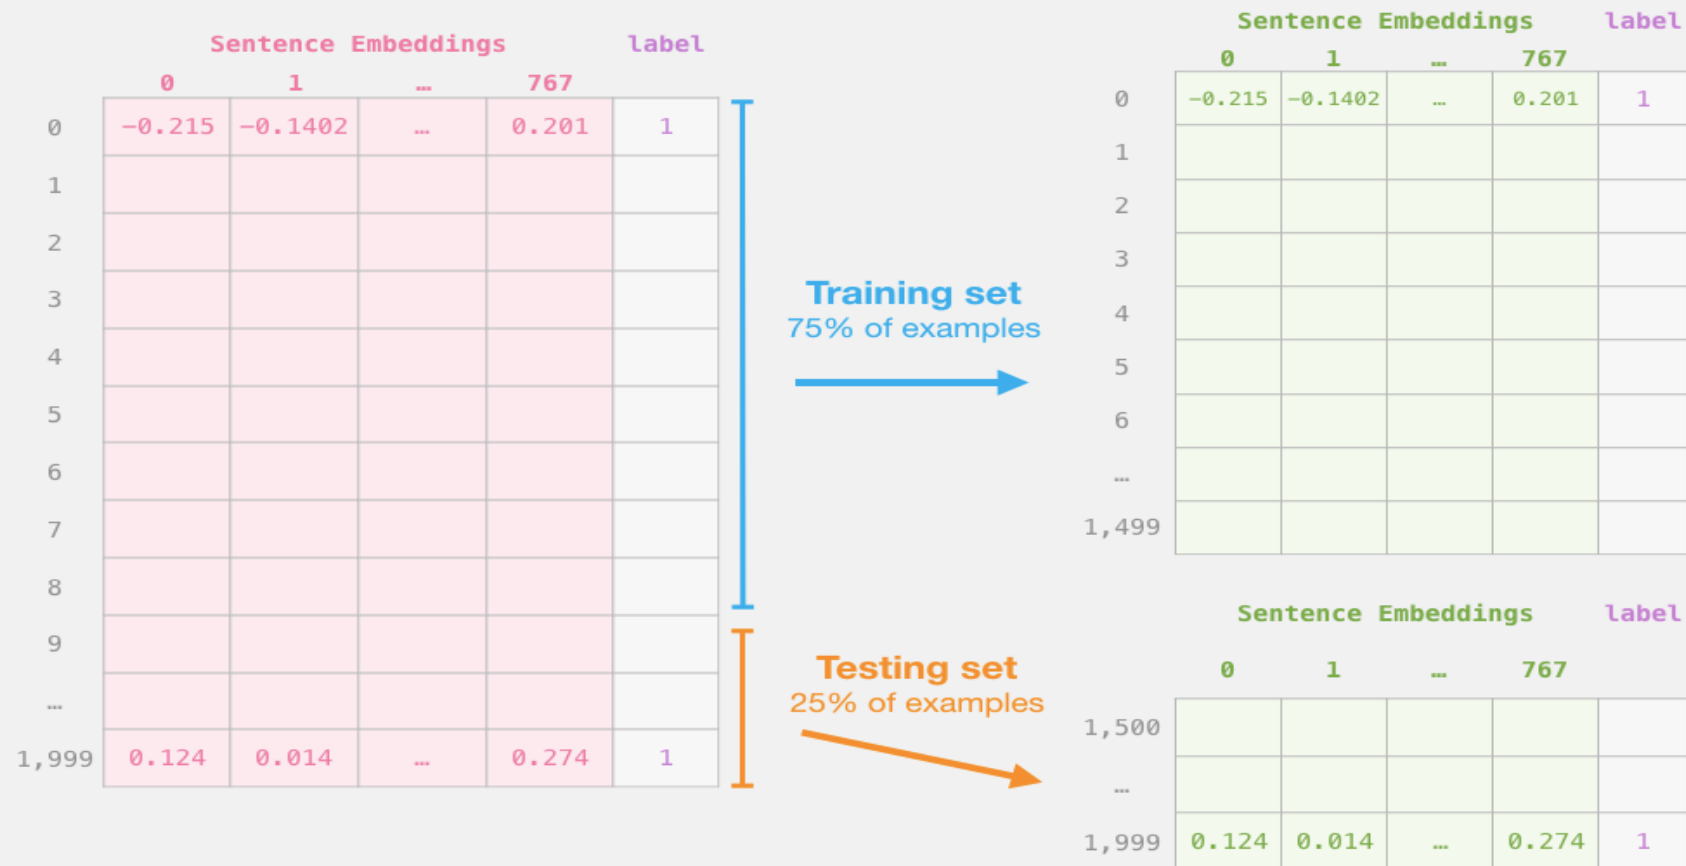 Sentence Embeddings label
0 1 … 767
0 −0.215 −0.1402 … 0.201 1
1
2
3
4
5
6
7
8
9
…
1,999 0.124 0.014 … 0.274 1
Training set
75% of examples
Testing set
25% of examples
Sentence Embeddings label
0 1 … 767
0 −0.215 −0.1402 … 0.201 1
1
2
3
4
5
6
…
1,499
Sentence Embeddings label
0 1 … 767
1,500
…
1,999 0.124 0.014 … 0.274 1